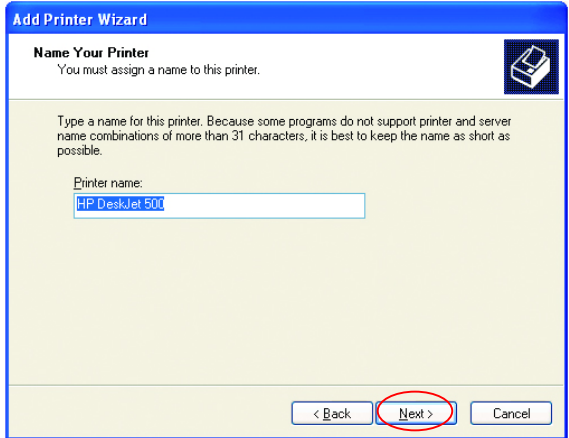 Add Printer Wizard
Name Your Printer
You must assign a name to this printer.
Type a name for this printer. Because some programs do not support printer and server
name combinations of more than 31 characters, it is best to keep the name as short as
possible.
Printer name:
HP DeskJet 500
< Back Next > Cancel